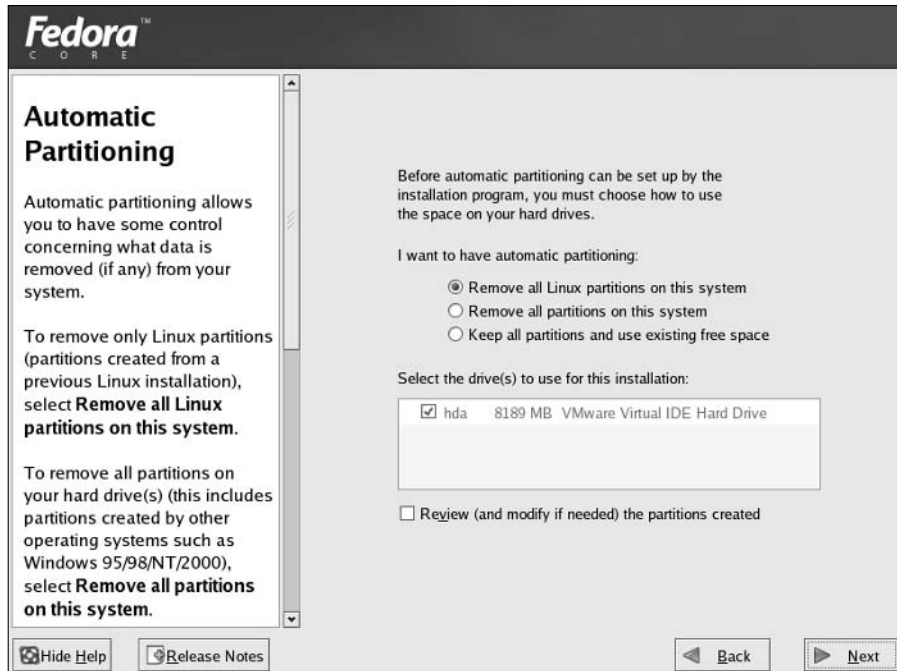 Fedora™
CORE
Automatic
Partitioning
Automatic partitioning allows
you to have some control
concerning what data is
removed (if any) from your
system.
To remove only Linux partitions
(partitions created from a
previous Linux installation),
select Remove all Linux
partitions on this system.
To remove all partitions on
your hard drive(s) (this includes
partitions created by other
operating systems such as
Windows 95/98/NT/2000),
select Remove all partitions
on this system.
Before automatic partitioning can be set up by the
installation program, you must choose how to use
the space on your hard drives.
I want to have automatic partitioning:
Remove all Linux partitions on this system
Remove all partitions on this system
Keep all partitions and use existing free space
Select the drive(s) to use for this installation:
hda 8189 MB VMware Virtual IDE Hard Drive
Review (and modify if needed) the partitions created
Hide Help
Release Notes
Back
Next